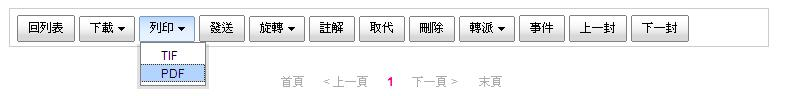 回列表 下載 列印 發送 旋轉 註解 取代 刪除 轉派 事件 上一封 下一封
TIF
PDF
首頁 < 上一頁 1 下一頁 > 末頁